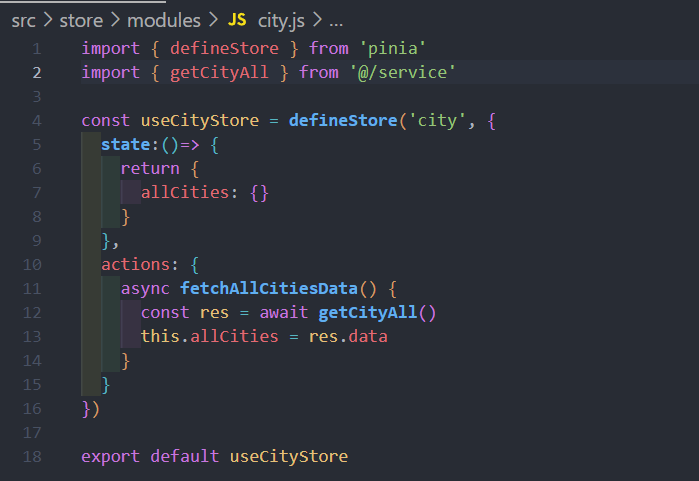 src > store > modules > JS city.js > ...
1 import { defineStore } from 'pinia'
2 import { getCityAll } from '@/service'
3
4 const useCityStore = defineStore('city', {
5   state:()=> {
6     return {
7       allCities: {}
8     }
9   },
10   actions: {
11     async fetchAllCitiesData() {
12       const res = await getCityAll()
13       this.allCities = res.data
14     }
15   }
16 })
17
18 export default useCityStore